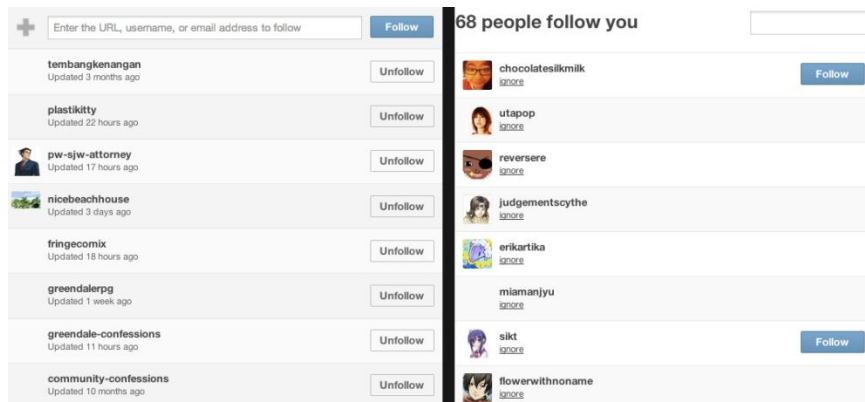 Enter the URL, username, or email address to follow
Follow
tembangkenangan
Updated 3 months ago
Unfollow
plastikitty
Updated 22 hours ago
Unfollow
pw-sjw-attorney
Updated 17 hours ago
Unfollow
nicebeachhouse
Updated 3 days ago
Unfollow
fringecomix
Updated 18 hours ago
Unfollow
greendalerpg
Updated 1 week ago
Unfollow
greendale-confessions
Updated 11 hours ago
Unfollow
community-confessions
Updated 10 months ago
Unfollow
68 people follow you
chocolatesilkmilk
ignore
Follow
utapop
ignore
reversere
ignore
judgementscythe
ignore
erikartika
ignore
miamanjyu
ignore
sikt
ignore
Follow
flowerwithnoname
ignore